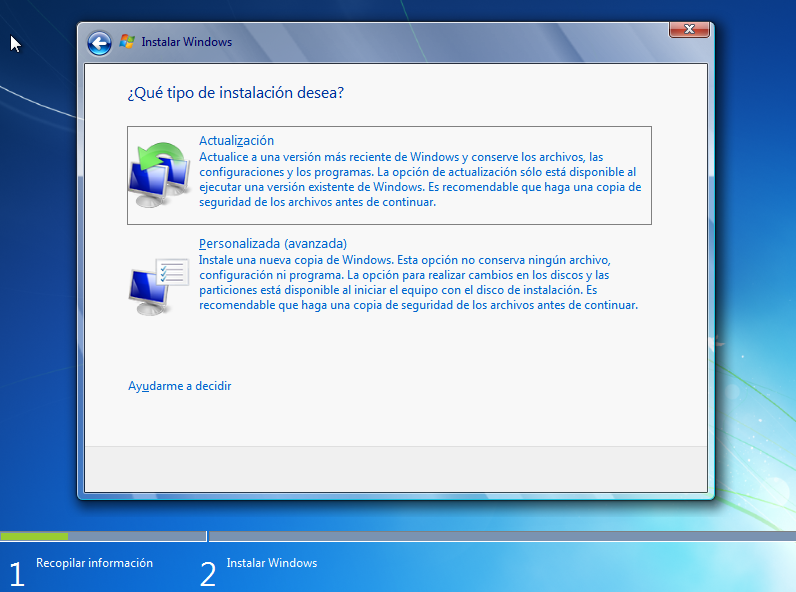 Instalar Windows
¿Qué tipo de instalación desea?
Actualización
Actualice a una versión más reciente de Windows y conserve los archivos, las
configuraciones y los programas. La opción de actualización sólo está disponible al
ejecutar una versión existente de Windows. Es recomendable que haga una copia de
seguridad de los archivos antes de continuar.
Personalizada (avanzada)
Instale una nueva copia de Windows. Esta opción no conserva ningún archivo,
configuración ni programa. La opción para realizar cambios en los discos y las
particiones está disponible al iniciar el equipo con el disco de instalación. Es
recomendable que haga una copia de seguridad de los archivos antes de continuar.
Ayudarme a decidir
1 Recopilar información
2 Instalar Windows